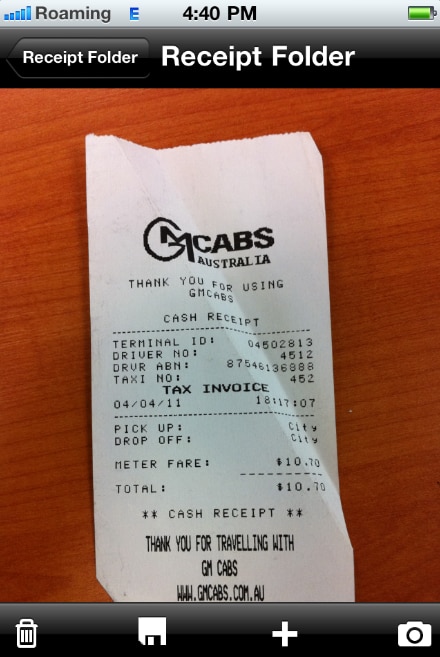 Roaming E 4:40 PM
Receipt Folder Receipt Folder
GMCABS
AUSTRALIA
THANK YOU FOR USING
GMCABS
CASH RECEIPT
TERMINAL ID: 04502813
DRIVER NO: 4512
DRVR ABN: 87546136888
TAXI NO: 452
TAX INVOICE
04/04/11 18:17:07
PICK UP: City
DROP OFF: City
METER FARE: $10.70
TOTAL: $10.70
** CASH RECEIPT **
THANK YOU FOR TRAVELLING WITH
GM CABS
WWW.GMCABS.COM.AU